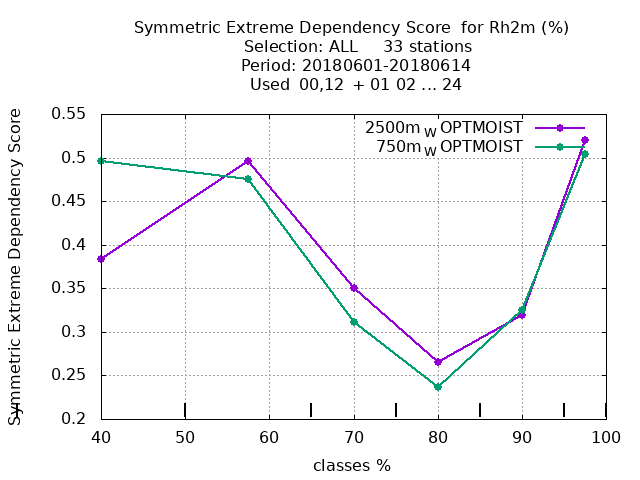 Symmetric Extreme Dependency Score for Rh2m (%)
Selection: ALL 33 stations
Period: 20180601-20180614
Used 00,12 + 01 02 ... 24
Symmetric Extreme Dependency Score
0.55
0.5
0.45
0.4
0.35
0.3
0.25
0.2
2500m W OPTMOIST
750m W OPTMOIST
40 50 60 70 80 90 100
classes %